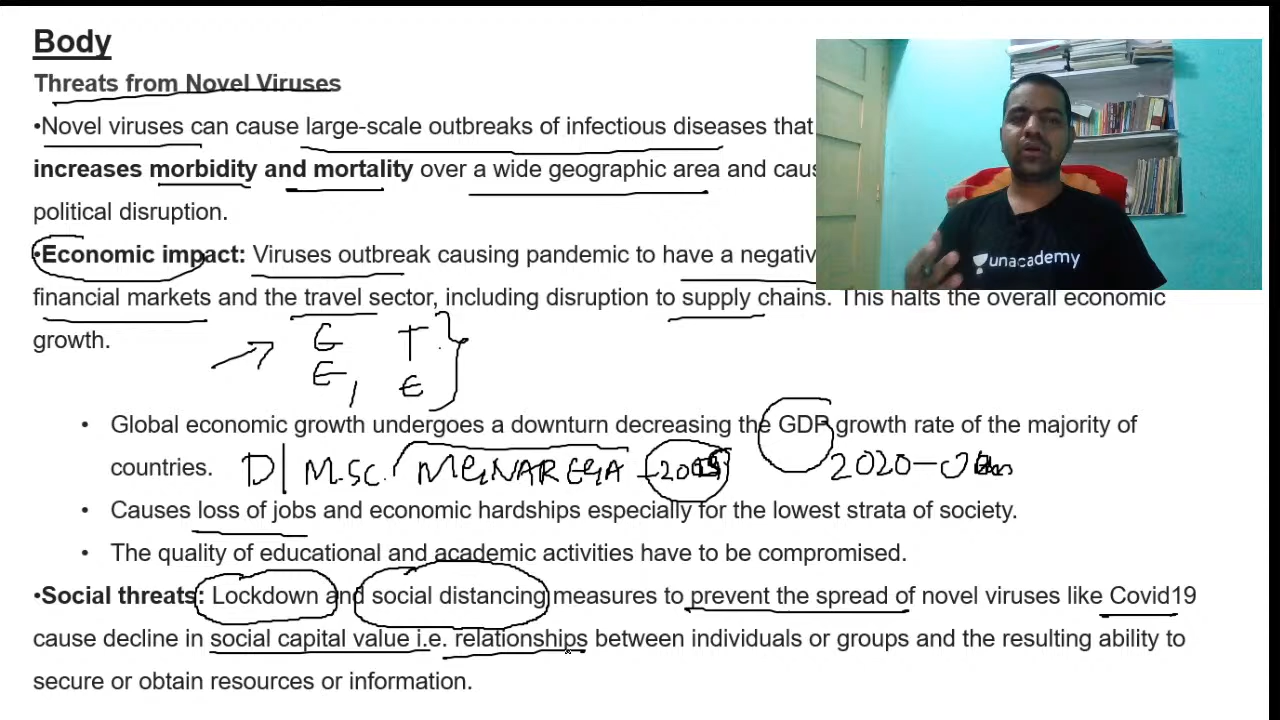 Body
Threats from Novel Viruses
•Novel viruses can cause large-scale outbreaks of infectious diseases that
increases morbidity and mortality over a wide geographic area and caus
political disruption.
unacademy
•Economic impact: Viruses outbreak causing pandemic to have a negativ
financial markets and the travel sector, including disruption to supply chains. This halts the overall economic
growth.
G T
E, E
• Global economic growth undergoes a downturn decreasing the GDP growth rate of the majority of
countries. D M.SC. MGNAREGA 2020
• Causes loss of jobs and economic hardships especially for the lowest strata of society.
• The quality of educational and academic activities have to be compromised.
•Social threats: Lockdown and social distancing measures to prevent the spread of novel viruses like Covid19
cause decline in social capital value i.e. relationships between individuals or groups and the resulting ability to
secure or obtain resources or information.